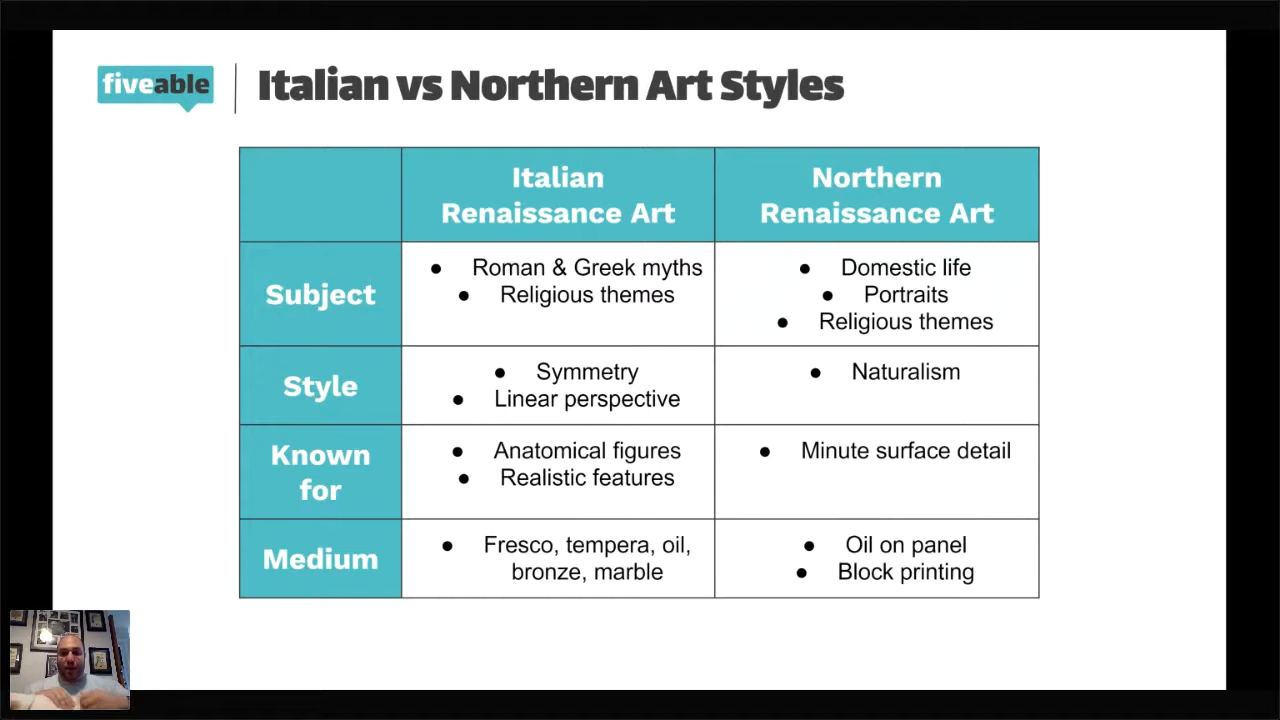 fiveable
Italian vs Northern Art Styles
Italian
Renaissance Art
Northern
Renaissance Art
Subject
● Roman & Greek myths
● Religious themes
● Domestic life
● Portraits
● Religious themes
Style
● Symmetry
● Linear perspective
● Naturalism
Known
for
● Anatomical figures
● Realistic features
● Minute surface detail
Medium
● Fresco, tempera, oil,
bronze, marble
● Oil on panel
● Block printing